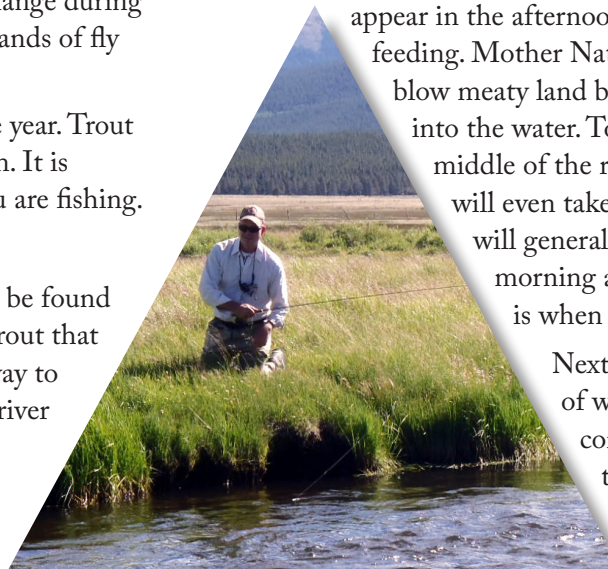 ange during
ands of fly
e year. Trout
n. It is
u are fishing.
be found
rout that
way to
river
appear in the afternoo
feeding. Mother Nat
blow meaty land b
into the water. To
middle of the r
will even take
will general
morning a
is when
Next
of w
con
t